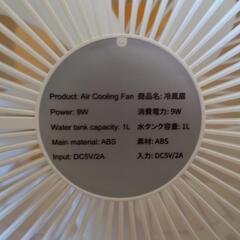 Product: Air Cooling Fan 商品名: 冷風扇
Power: 9W 消費電力: 9W
Water tank capacity: 1L 水タンク容量: 1L
Main material: ABS 素材: ABS
Input: DC5V/2A 入力: DC5V/2A